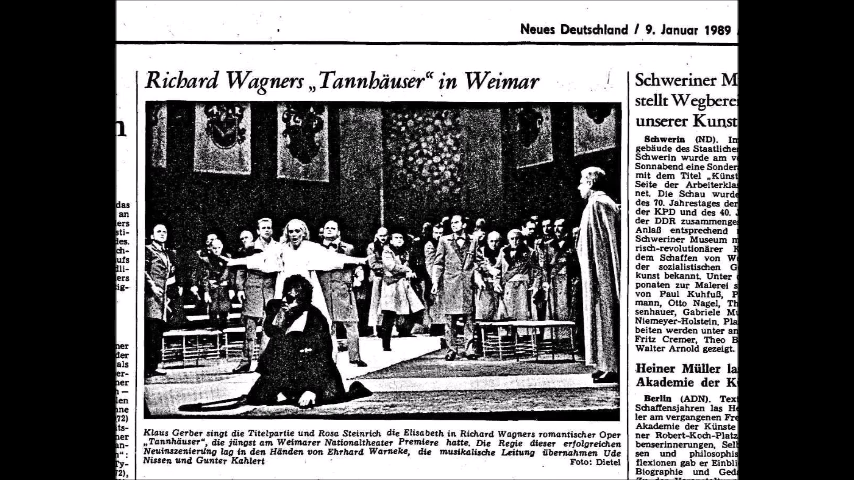 Neues Deutschland / 9. Januar 1989
Richard Wagners „Tannhäuser“ in Weimar
Klaus Gerber singt die Titelpartie und Rosa Steinrich die Elisabeth in Richard Wagners romantischer Oper
„Tannhäuser“, die jüngst am Weimarer Nationaltheater Premiere hatte. Die Regie dieser erfolgreichen
Neuinszenierung lag in den Händen von Ehrhard Warneke, die musikalische Leitung übernahmen Udo
Nissen und Gunter Kahlert
Foto: Dietel
Schweriner M
stellt Wegberei
unserer Kunst
Schwerin (ND). Im
gebäude des Staatliche
Schwerin wurde am v
Sonnabend eine Sonder
mit dem Titel „Künst
Seite der Arbeiterklas
net. Die Schau wurde
des 70. Jahrestages der
der KPD und des 40. J
der DDR zusammenge
Anlaß entsprechend
Schweriner Museum m
risch-revolutionärer K
dem Schaffen von W
der sozialistischen G
kunst bekannt. Unter
ponaten zur Malerei s
von Paul Kuhfuß, P
mann, Otto Nagel, Th
senhauer, Gabriele Mu
Niemeyer-Holstein. Pla
beiten werden unter an
Fritz Cremer, Theo B
Walter Arnold gezeigt.
Heiner Müller la
Akademie der K
Berlin (ADN). Text
Schaffensjahren las He
ler am vergangenen Fre
Akademie der Künste
ner Robert-Koch-Platz
benserinnerungen, Sel
sen und philosophis
flexionen gab er Einbl
Biographie und Ged